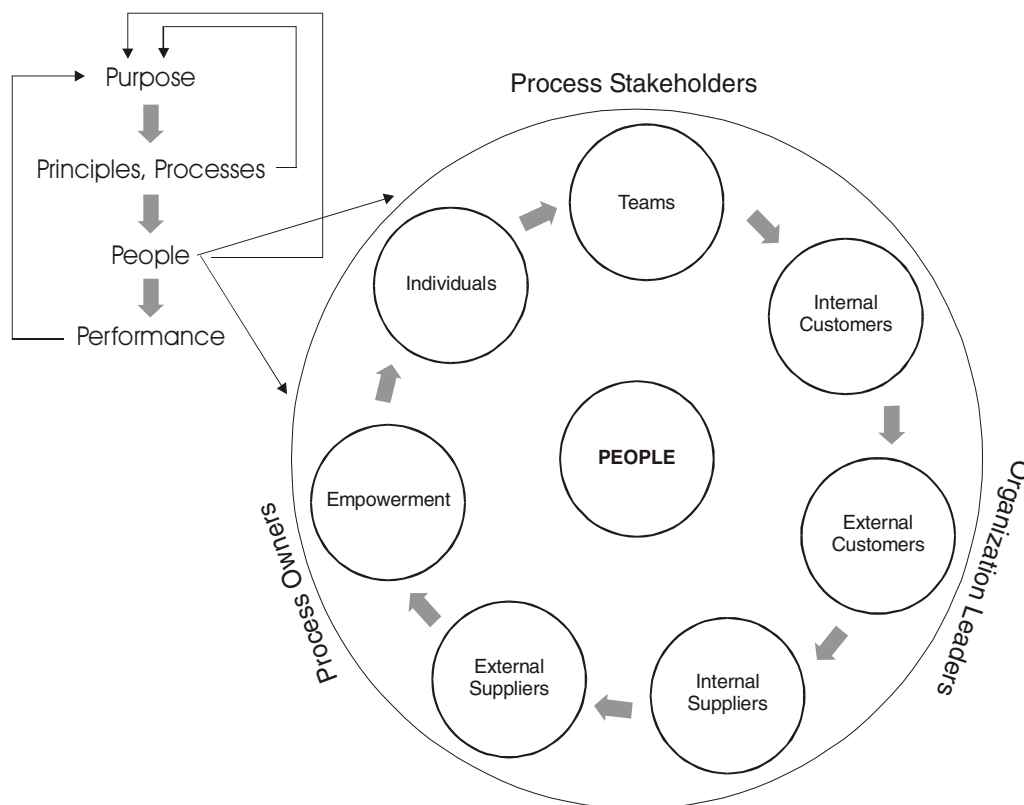 Purpose
Principles, Processes
People
Performance
Process Stakeholders
Teams
Individuals
Internal
Customers
PEOPLE
Empowerment
External
Customers
External
Suppliers
Internal
Suppliers
Process Owners
Organization Leaders